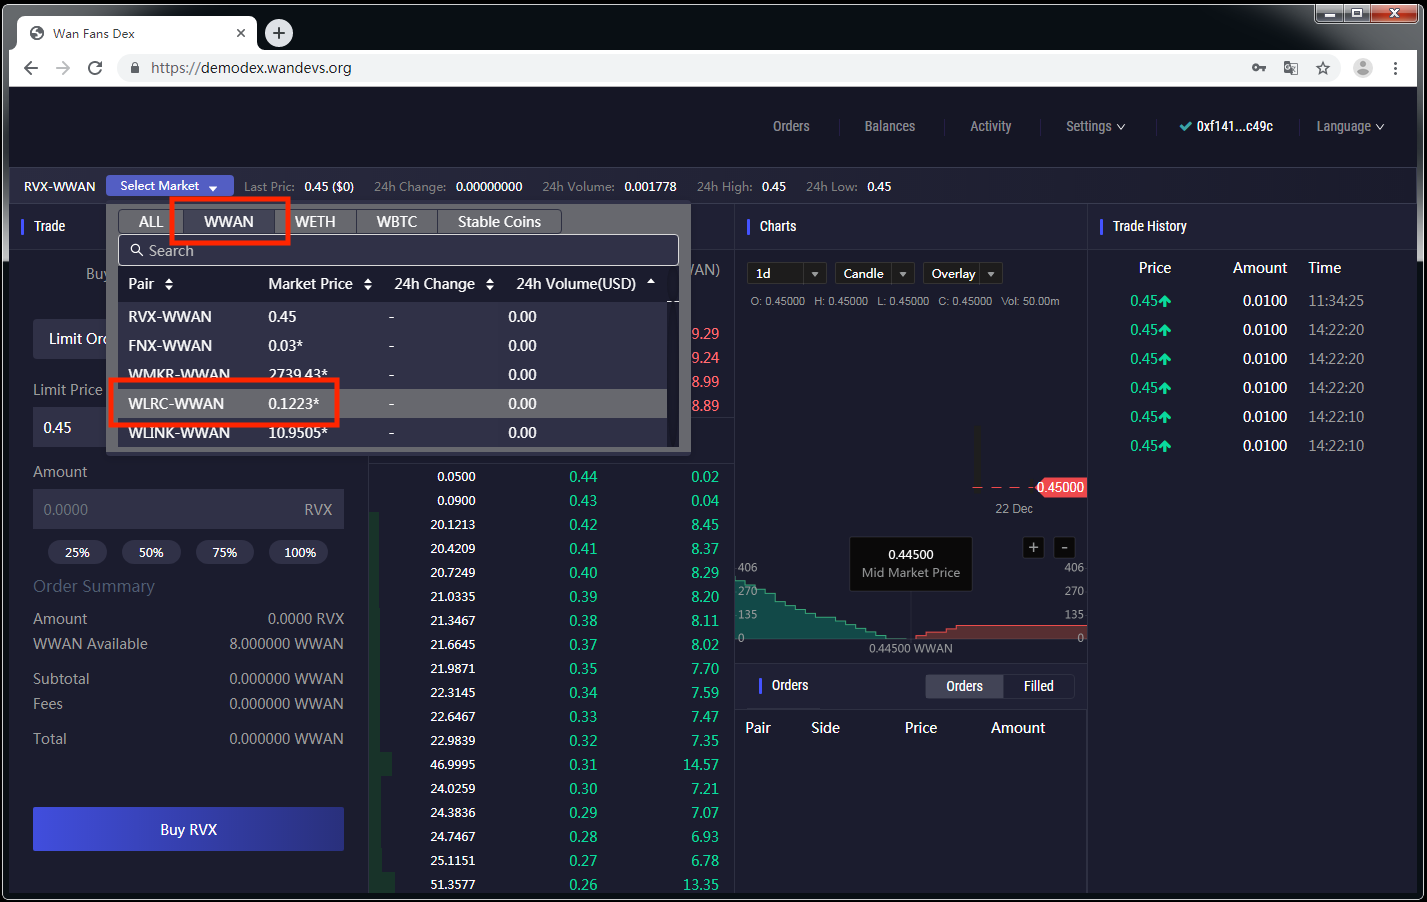 Wan Fans Dex
https://demodex.wandevs.org
Orders Balances Activity Settings 0xf141...c49c Language
RVX-WWAN Select Market Last Pric: 0.45 ($0) 24h Change: 0.00000000 24h Volume: 0.001778 24h High: 0.45 24h Low: 0.45
Trade
ALL WWAN WETH WBTC Stable Coins
Search
Pair Market Price 24h Change 24h Volume(USD)
RVX-WWAN 0.45 - 0.00
FNX-WWAN 0.03* - 0.00
WMKR-WWAN 2739.43* - 0.00
WLRC-WWAN 0.1223* - 0.00
WLINK-WWAN 10.9505* - 0.00
Limit Price
0.45
Amount
0.0000 RVX
25% 50% 75% 100%
Order Summary
Amount 0.0000 RVX
WWAN Available 8.000000 WWAN
Subtotal 0.000000 WWAN
Fees 0.000000 WWAN
Total 0.000000 WWAN
Buy RVX
9.29
9.24
8.99
8.89
0.0500 0.44 0.02
0.0900 0.43 0.04
20.1213 0.42 8.45
20.4209 0.41 8.37
20.7249 0.40 8.29
21.0335 0.39 8.20
21.3467 0.38 8.11
21.6645 0.37 8.02
21.9871 0.35 7.70
22.3145 0.34 7.59
22.6467 0.33 7.47
22.9839 0.32 7.35
46.9995 0.31 14.57
24.0259 0.30 7.21
24.3836 0.29 7.07
24.7467 0.28 6.93
25.1151 0.27 6.78
51.3577 0.26 13.35
Charts
1d Candle Overlay
O: 0.45000 H: 0.45000 L: 0.45000 C: 0.45000 Vol: 50.00m
0.45000
22 Dec
0.44500
Mid Market Price
+ -
406 406
270 270
135 135
0 0
0.44500 WWAN
Orders Orders Filled
Pair Side Price Amount
Trade History
Price Amount Time
0.45 0.0100 11:34:25
0.45 0.0100 14:22:20
0.45 0.0100 14:22:20
0.45 0.0100 14:22:20
0.45 0.0100 14:22:10
0.45 0.0100 14:22:10